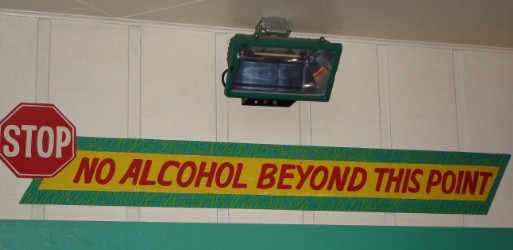 STOP
NO ALCOHOL BEYOND THIS POINT